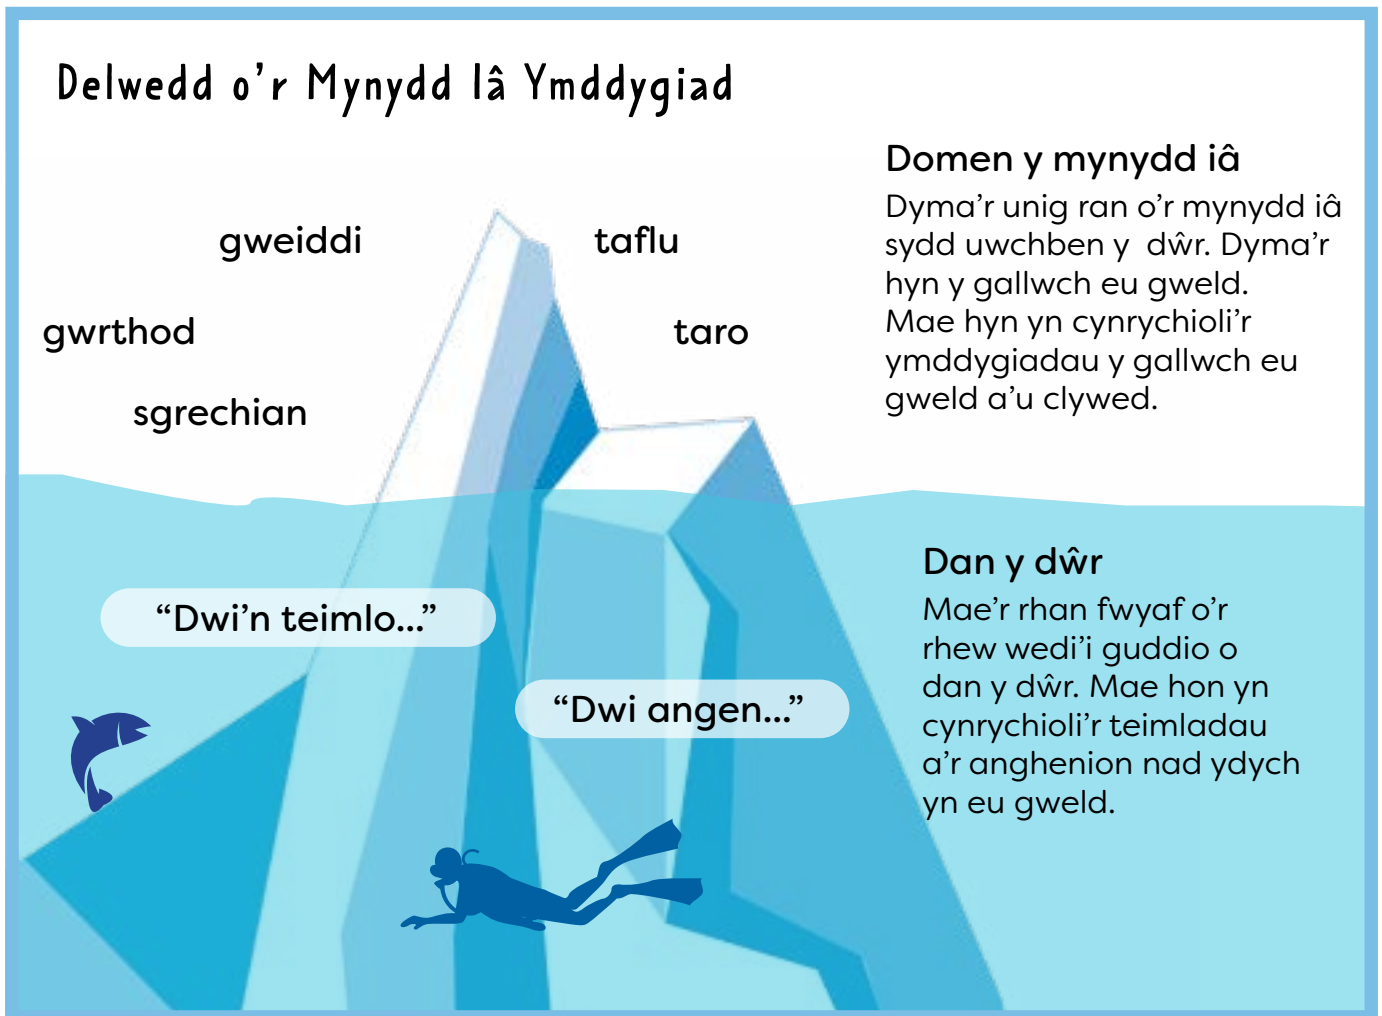 Delwedd o'r Mynydd Iâ Ymddygiad
gweiddi
taflu
gwrthod
taro
sgrechian
Domen y mynydd iâ
Dyma'r unig ran o'r mynydd iâ
sydd uwchben y dŵr. Dyma'r
hyn y gallwch eu gweld.
Mae hyn yn cynrychioli'r
ymddygiadau y gallwch eu
gweld a'u clywed.
"Dwi'n teimlo..."
"Dwi angen..."
Dan y dŵr
Mae'r rhan fwyaf o'r
rhew wedi'i guddio o
dan y dŵr. Mae hon yn
cynrychioli'r teimladau
a'r anghenion nad ydych
yn eu gweld.